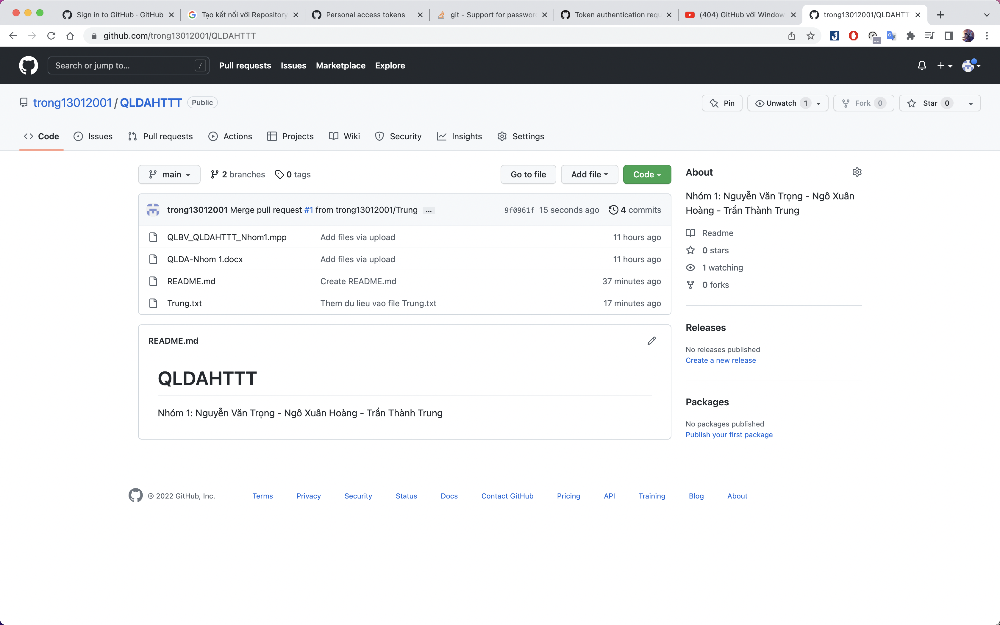 Sign in to GitHub · GitHub
Tạo kết nối với Repository
Personal access tokens
git - Support for password
Token authentication requ
(404) GitHub với Window
trong13012001/QLDAHTT
github.com/trong13012001/QLDAHTTT
Search or jump to... /
Pull requests Issues Marketplace Explore
trong13012001 / QLDAHTTT Public
Pin Unwatch 1 Fork 0 Star 0
Code Issues Pull requests Actions Projects Wiki Security Insights Settings
main 2 branches 0 tags
Go to file Add file Code
trong13012001 Merge pull request #1 from trong13012001/Trung ... 9f0961f 15 seconds ago 4 commits
QLBV_QLDAHTTT_Nhom1.mpp Add files via upload 11 hours ago
QLDA-Nhom 1.docx Add files via upload 11 hours ago
README.md Create README.md 37 minutes ago
Trung.txt Them du lieu vao file Trung.txt 17 minutes ago
README.md
QLDAHTTT
Nhóm 1: Nguyễn Văn Trọng - Ngô Xuân Hoàng - Trần Thành Trung
About
Nhóm 1: Nguyễn Văn Trọng - Ngô Xuân
Hoàng - Trần Thành Trung
Readme
0 stars
1 watching
0 forks
Releases
No releases published
Create a new release
Packages
No packages published
Publish your first package
© 2022 GitHub, Inc. Terms Privacy Security Status Docs Contact GitHub Pricing API Training Blog About